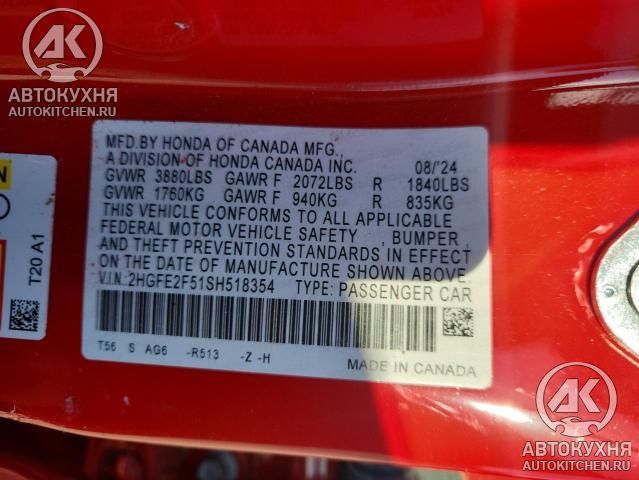 АК
АВТОКУХНЯ
AUTOKITCHEN.RU
MFD.BY HONDA OF CANADA MFG.,
A DIVISION OF HONDA CANADA INC. 08/'24
GVWR 3880LBS GAWR F 2072LBS R 1840LBS
GVWR 1760KG GAWR F 940KG R 835KG
THIS VEHICLE CONFORMS TO ALL APPLICABLE
FEDERAL MOTOR VEHICLE SAFETY , BUMPER ,
AND THEFT PREVENTION STANDARDS IN EFFECT
ON THE DATE OF MANUFACTURE SHOWN ABOVE.
V.I.N: 2HGFE2F51SH518354 TYPE: PASSENGER CAR
T56 S AG6 -R513 -Z -H
MADE IN CANADA
T20 A1
АК
АВТОКУХНЯ
AUTOKITCHEN.RU